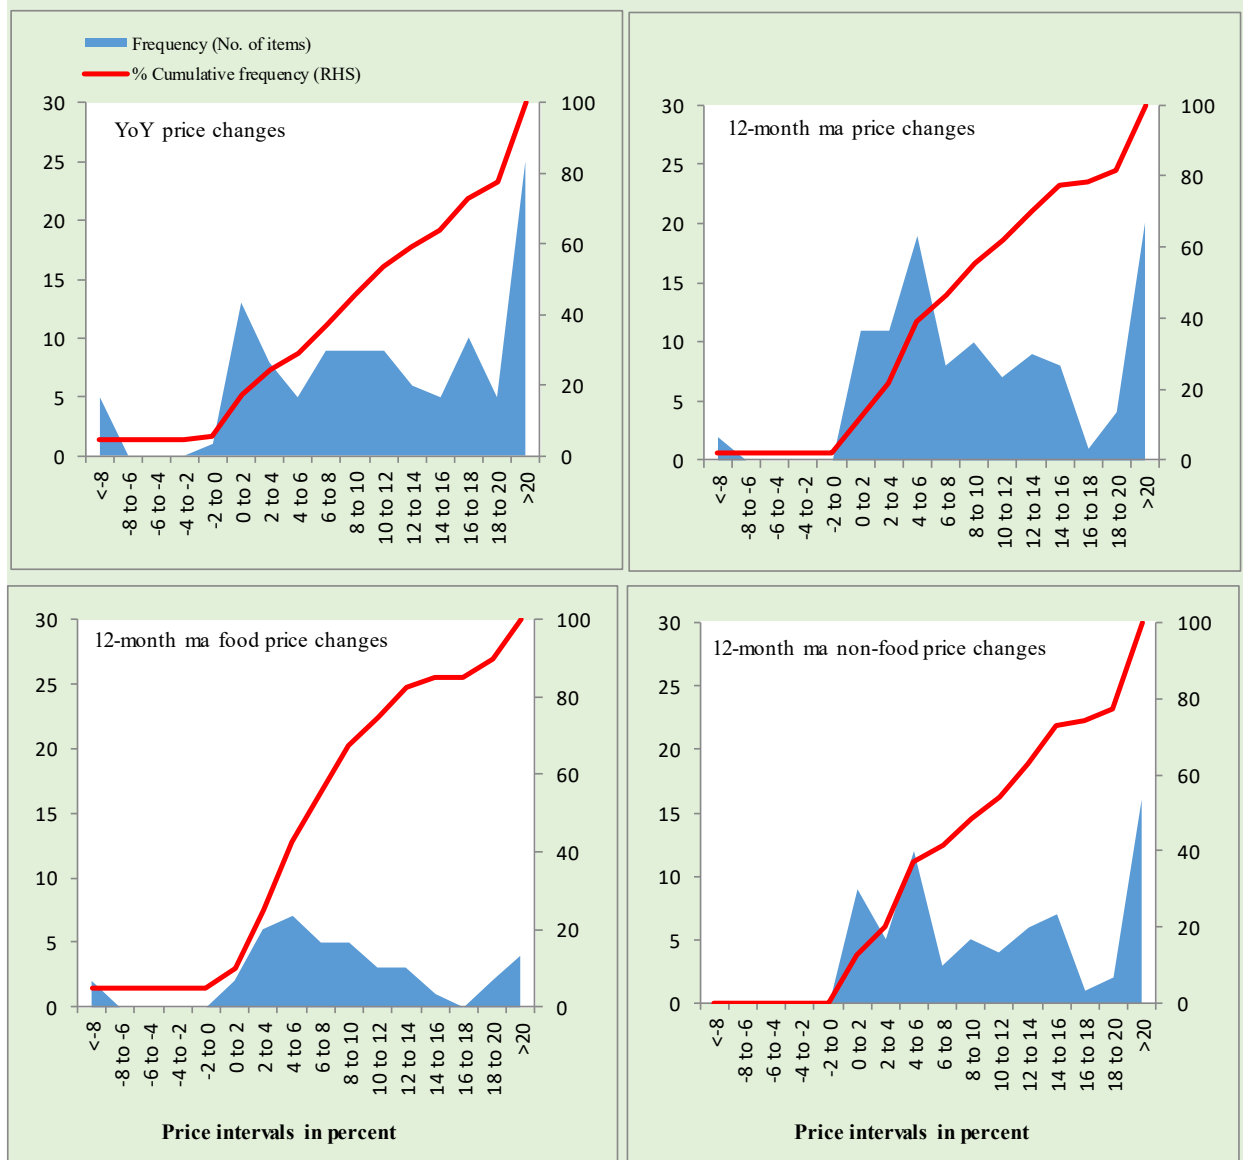 Frequency (No. of items)
% Cumulative frequency (RHS)
YoY price changes
30
25
20
15
10
5
0
100
80
60
40
20
0
<-8
-8 to -6
-6 to -4
-4 to -2
-2 to 0
0 to 2
2 to 4
4 to 6
6 to 8
8 to 10
10 to 12
12 to 14
14 to 16
16 to 18
18 to 20
>20
12-month ma price changes
30
25
20
15
10
5
0
100
80
60
40
20
0
<-8
-8 to -6
-6 to -4
-4 to -2
-2 to 0
0 to 2
2 to 4
4 to 6
6 to 8
8 to 10
10 to 12
12 to 14
14 to 16
16 to 18
18 to 20
>20
12-month ma food price changes
30
25
20
15
10
5
0
100
80
60
40
20
0
<-8
-8 to -6
-6 to -4
-4 to -2
-2 to 0
0 to 2
2 to 4
4 to 6
6 to 8
8 to 10
10 to 12
12 to 14
14 to 16
16 to 18
18 to 20
>20
Price intervals in percent
12-month ma non-food price changes
30
25
20
15
10
5
0
100
80
60
40
20
0
<-8
-8 to -6
-6 to -4
-4 to -2
-2 to 0
0 to 2
2 to 4
4 to 6
6 to 8
8 to 10
10 to 12
12 to 14
14 to 16
16 to 18
18 to 20
>20
Price intervals in percent